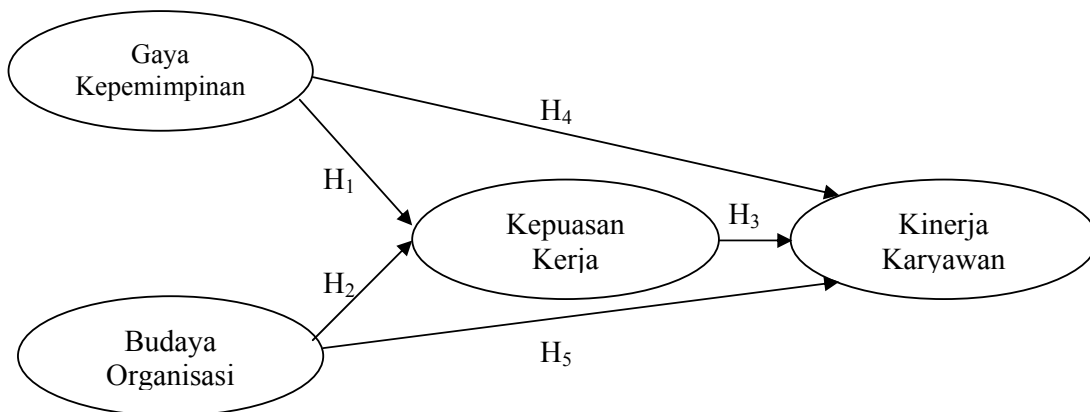 Gaya
Kepemimpinan
H₄
H₁
Kepuasan
Kerja
H₃
Kinerja
Karyawan
H₂
Budaya
Organisasi
H₅